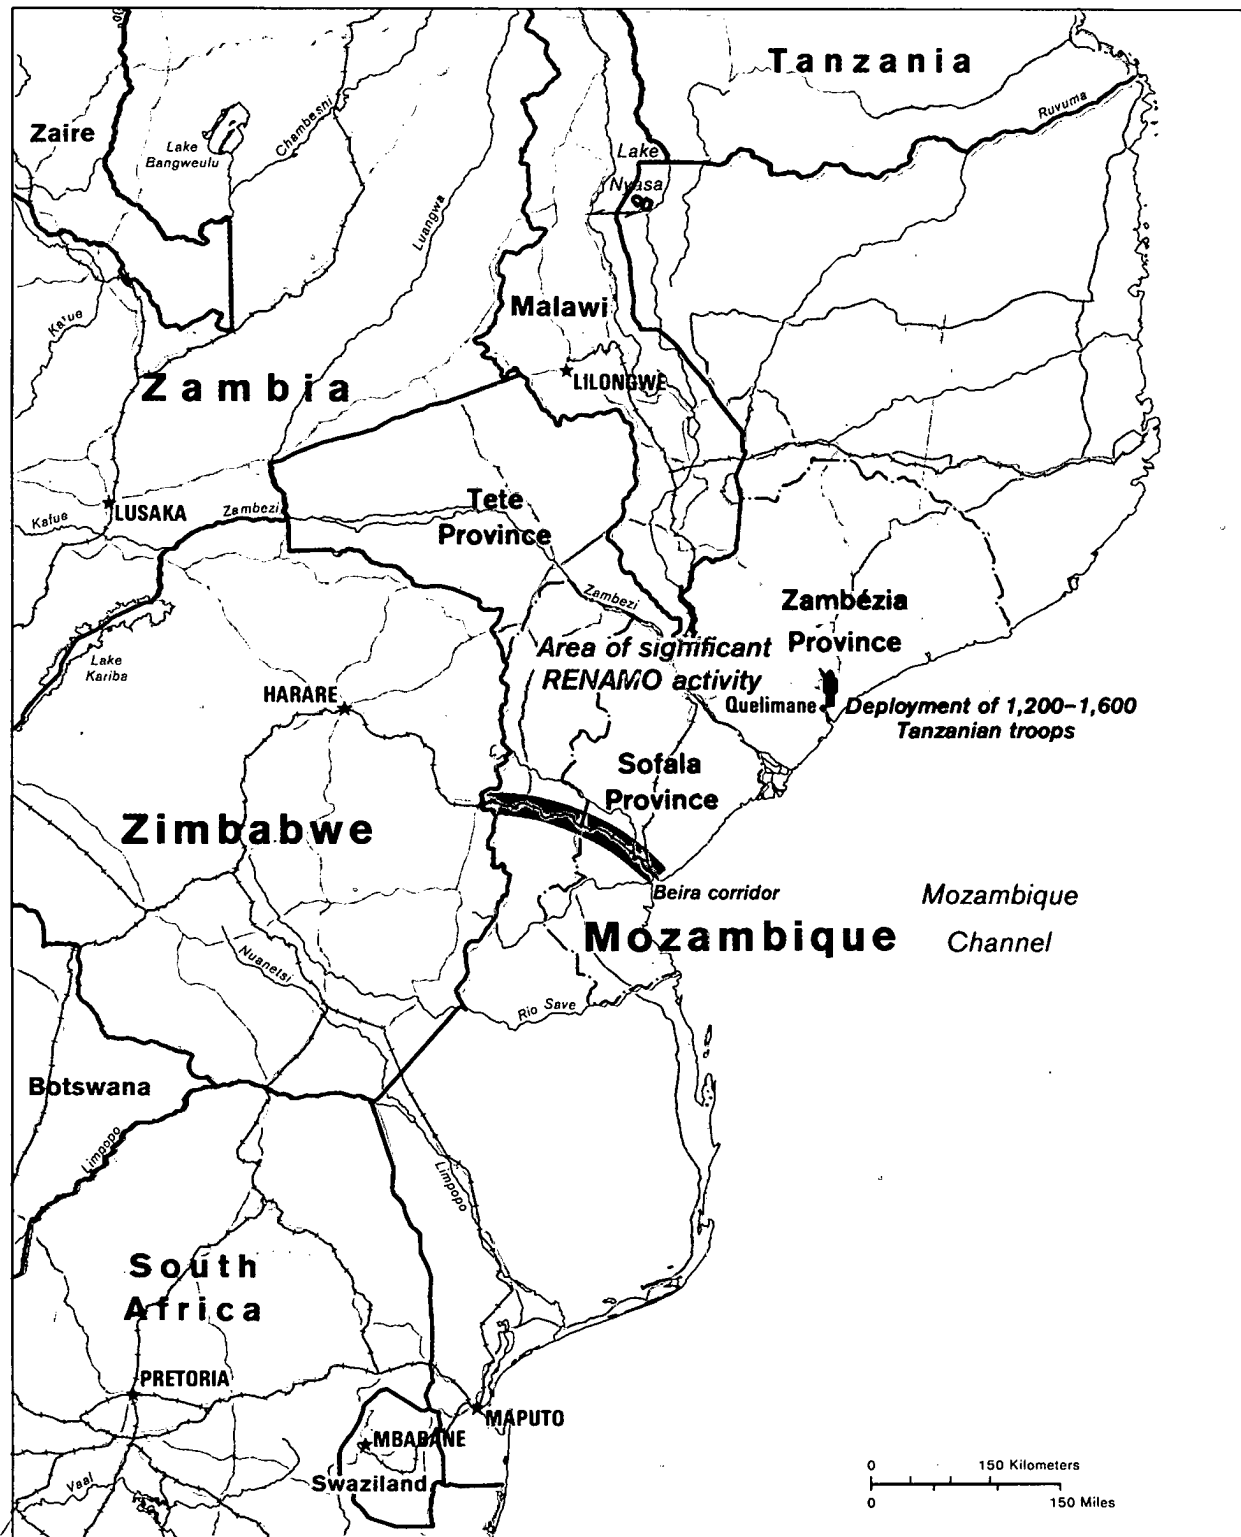 Tanzania
Ruvuma
Zaire
Lake
Bangweulu
Chambesni
Lake
Nyasa
Luangwa
Malawi
Kafue
Zambia
LILONGWE
Tete
Province
LUSAKA
Kafue
Zambezi
Zambezi
Zambézia
Province
Area of significant
RENAMO activity
Lake
Kariba
HARARE
Quelimane
Deployment of 1,200–1,600
Tanzanian troops
Sofala
Province
Zimbabwe
Beira corridor
Mozambique
Channel
Mozambique
Nuanetsi
Rio Save
Botswana
Limpopo
Limpopo
South
Africa
PRETORIA
MAPUTO
MBABANE
Swaziland
Vaal
0 150 Kilometers
0 150 Miles